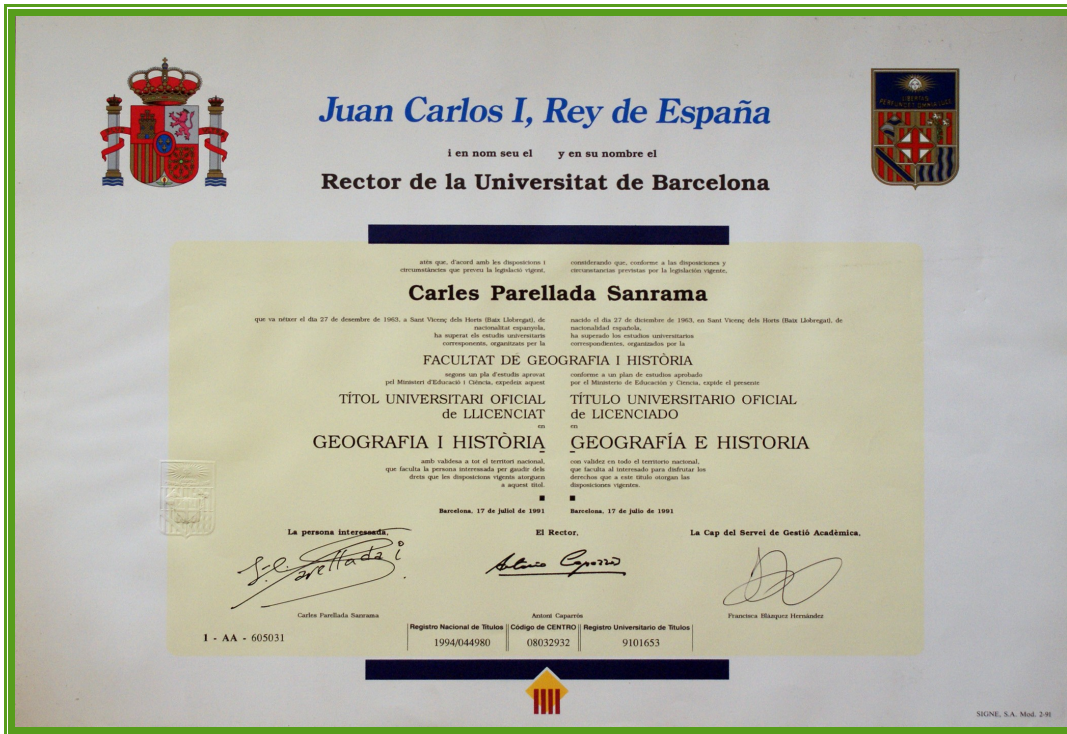 Juan Carlos I, Rey de España
i en nom seu el y en su nombre el
Rector de la Universitat de Barcelona
LIBERTAS
PERFUNDET OMNIA LUCE
atès que, d'acord amb les disposicions i
circumstàncies que preveu la legislació vigent,
considerando que, conforme a las disposiciones y
circunstancias previstas por la legislación vigente,
Carles Parellada Sanrama
que va néixer el dia 27 de desembre de 1963, a Sant Vicenç dels Horts (Baix Llobregat), de
nacionalitat espanyola,
ha superat els estudis universitaris
corresponents, organitzats per la
nacido el día 27 de diciembre de 1963, en Sant Vicenç dels Horts (Baix Llobregat), de
nacionalidad española,
ha superado los estudios universitarios
correspondientes, organizados por la
FACULTAT DE GEOGRAFIA I HISTÒRIA
segons un pla d'estudis aprovat
pel Ministeri d'Educació i Ciència, expedeix aquest
conforme a un plan de estudios aprobado
por el Ministerio de Educación y Ciencia, expide el presente
TÍTOL UNIVERSITARI OFICIAL
de LLICENCIAT
en
GEOGRAFIA I HISTÒRIA
TÍTULO UNIVERSITARIO OFICIAL
de LICENCIADO
en
GEOGRAFÍA E HISTORIA
amb validesa a tot el territori nacional,
que faculta la persona interessada per gaudir dels
drets que les disposicions vigents atorguen
a aquest títol.
con validez en todo el territorio nacional,
que faculta al interesado para disfrutar los
derechos que a este título otorgan las
disposiciones vigentes.
Barcelona, 17 de juliol de 1991
Barcelona, 17 de julio de 1991
La persona interessada,
El Rector,
La Cap del Servei de Gestió Acadèmica,
Carles Parellada Sanrama
Antoni Caparrós
Francisca Blázquez Hernández
1 - AA - 605031
Registro Nacional de Títulos
1994/044980
Código de CENTRO
08032932
Registro Universitario de Títulos
9101653
SIGNE, S.A. Mod. 2-91